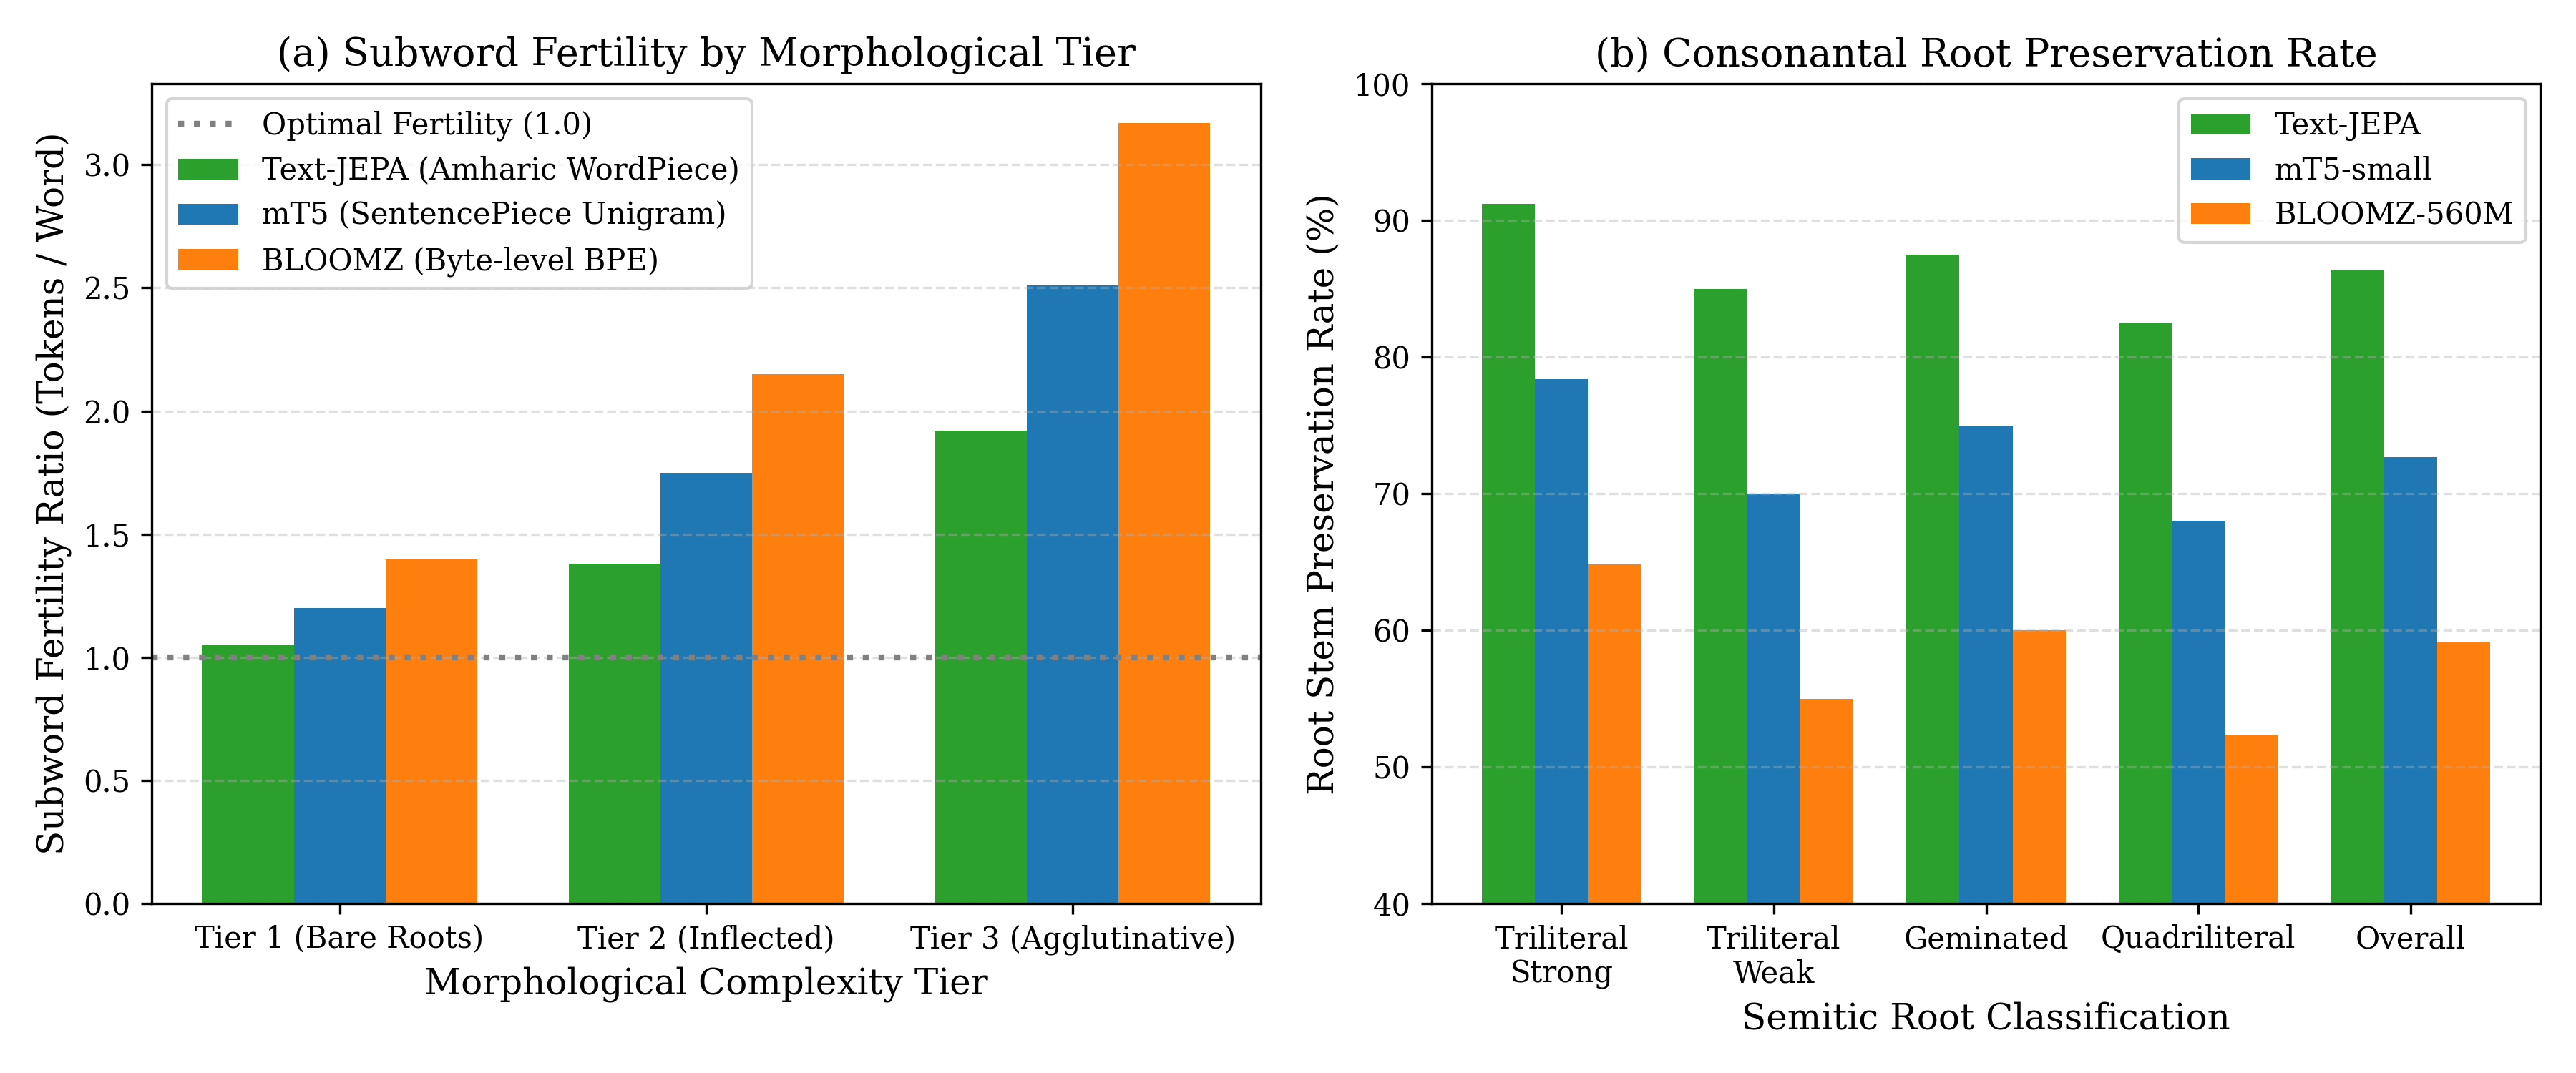 (a) Subword Fertility by Morphological Tier
Subword Fertility Ratio (Tokens / Word)
3.0
2.5
2.0
1.5
1.0
0.5
0.0
Optimal Fertility (1.0)
Text-JEPA (Amharic WordPiece)
mT5 (SentencePiece Unigram)
BLOOMZ (Byte-level BPE)
Tier 1 (Bare Roots)
Tier 2 (Inflected)
Tier 3 (Agglutinative)
Morphological Complexity Tier
(b) Consonantal Root Preservation Rate
Root Stem Preservation Rate (%)
100
90
80
70
60
50
40
Text-JEPA
mT5-small
BLOOMZ-560M
Triliteral
Strong
Triliteral
Weak
Geminated
Quadriliteral
Overall
Semitic Root Classification